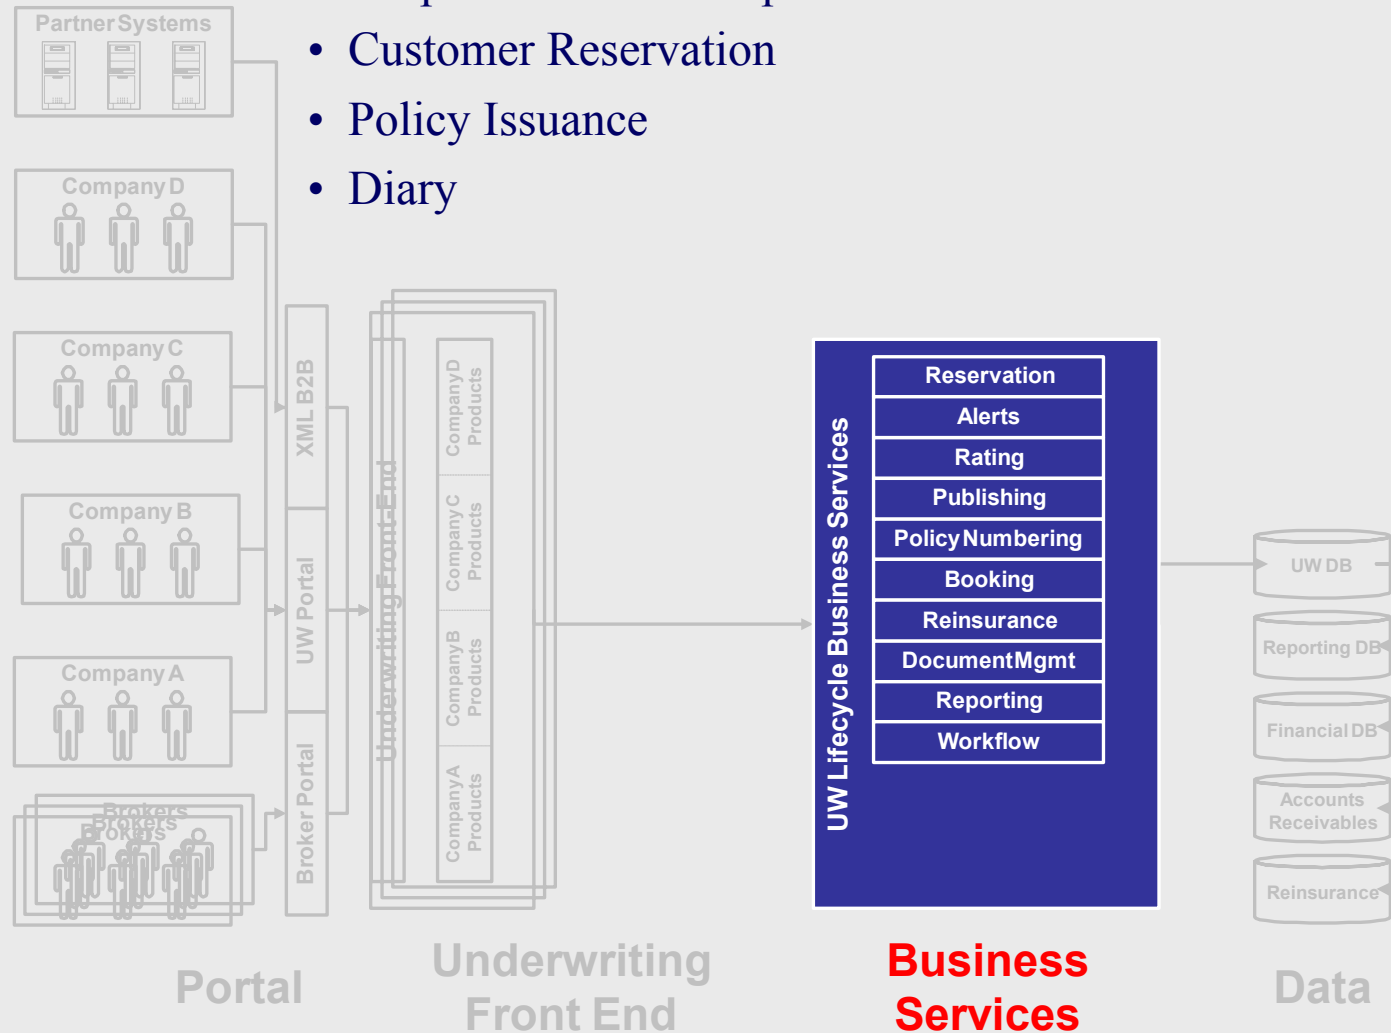 • Customer Reservation
• Policy Issuance
• Diary
Partner Systems
Company D
Company C
Company B
Company A
Brokers
Brokers
Brokers
XML B2B
UW Portal
Broker Portal
Underwriting Front-End
Company D
Products
Company C
Products
Company B
Products
Company A
Products
UW Lifecycle Business Services
Reservation
Alerts
Rating
Publishing
Policy Numbering
Booking
Reinsurance
Document Mgmt
Reporting
Workflow
UW DB
Reporting DB
Financial DB
Accounts
Receivables
Reinsurance
Portal
Underwriting
Front End
Business
Services
Data